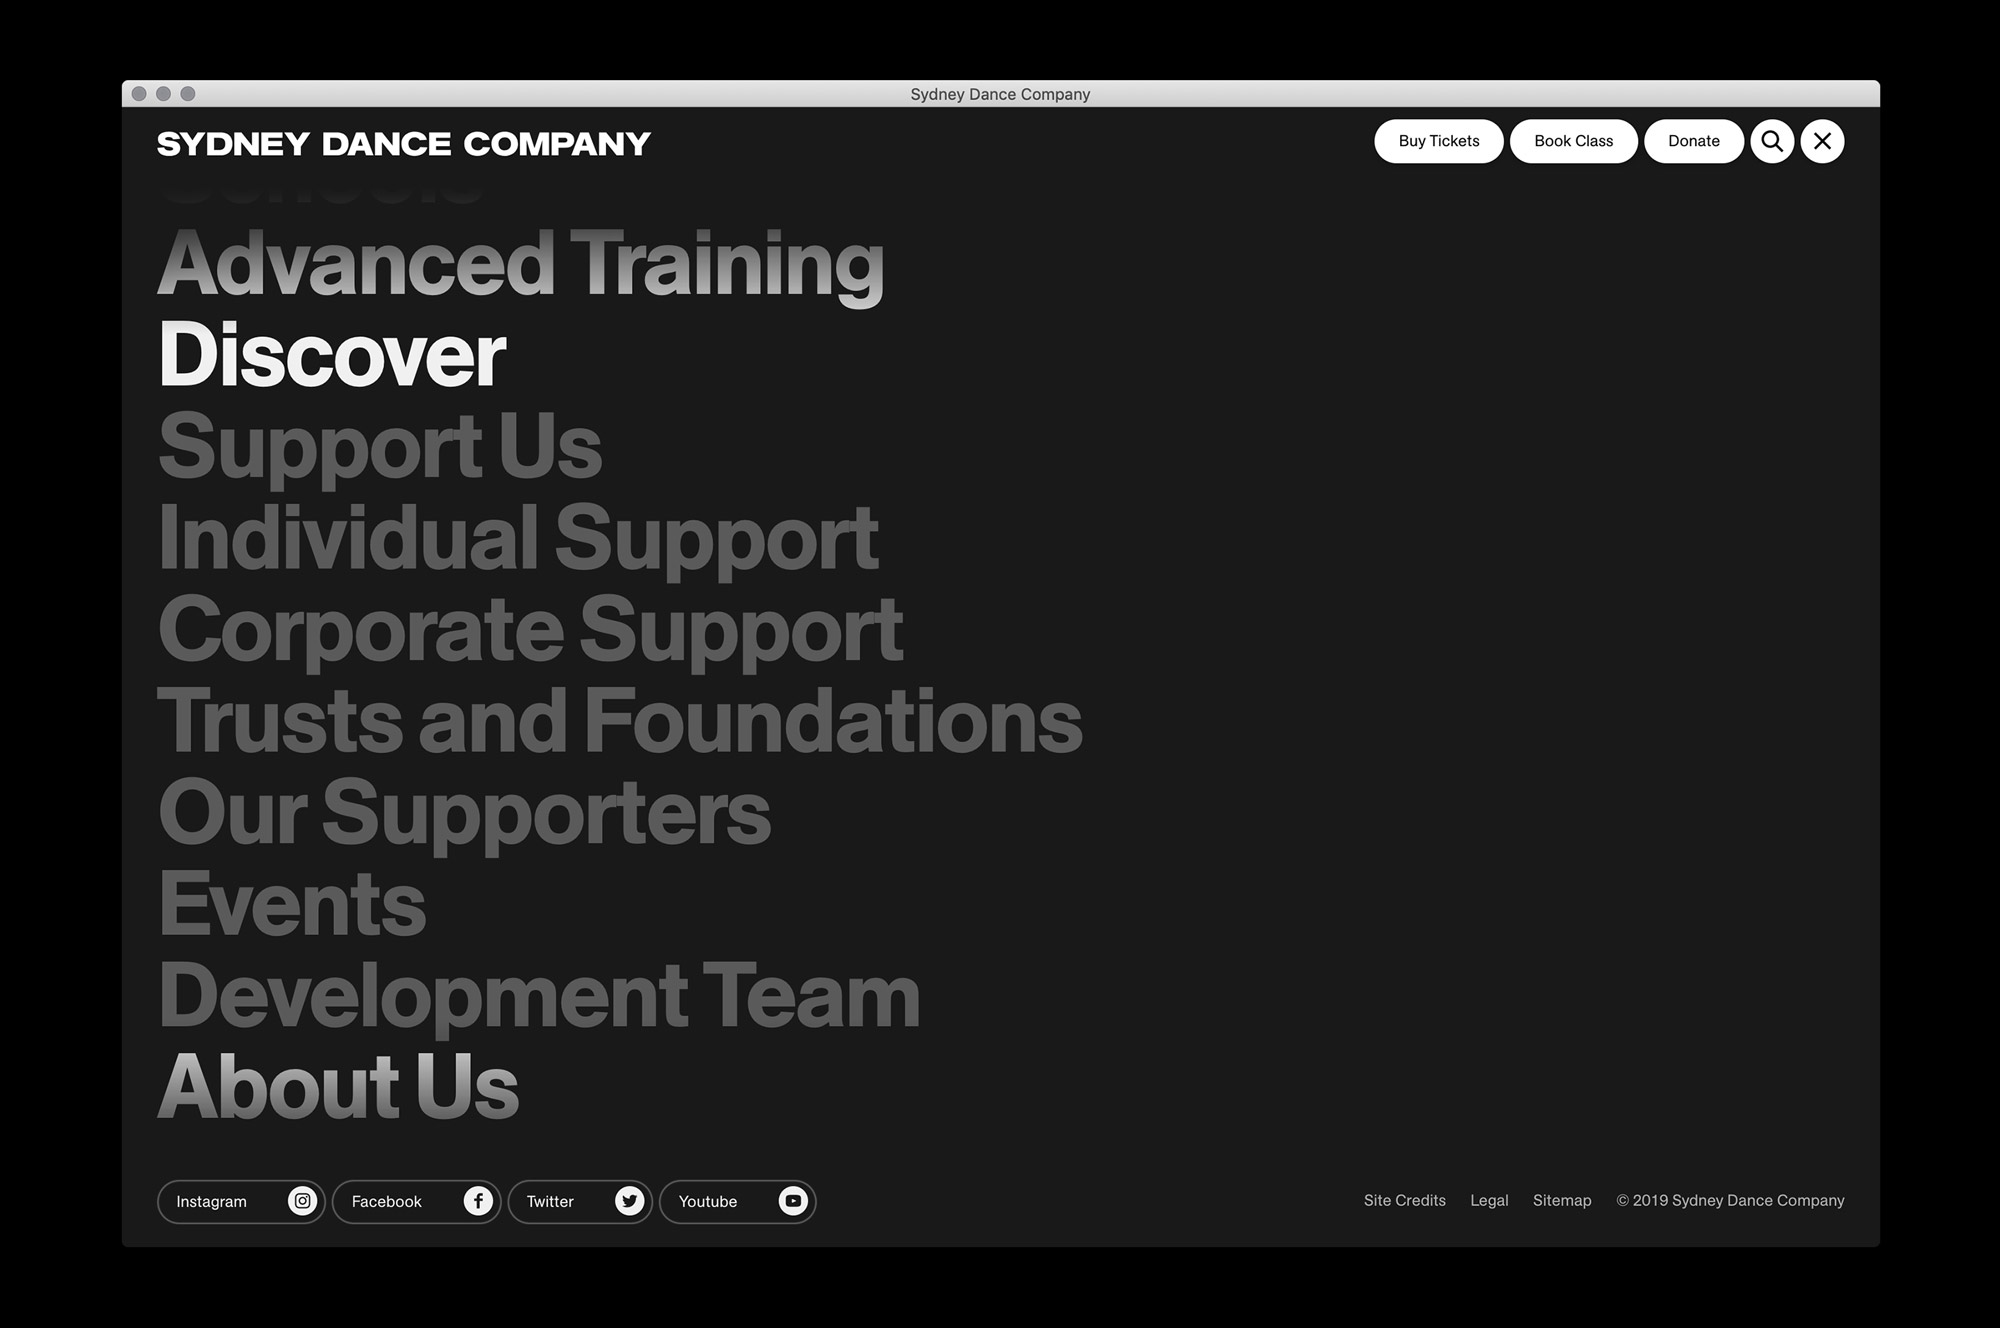 Sydney Dance Company
SYDNEY DANCE COMPANY
Buy Tickets
Book Class
Donate
Schools
Advanced Training
Discover
Support Us
Individual Support
Corporate Support
Trusts and Foundations
Our Supporters
Events
Development Team
About Us
Instagram
Facebook
Twitter
Youtube
Site Credits
Legal
Sitemap
© 2019 Sydney Dance Company